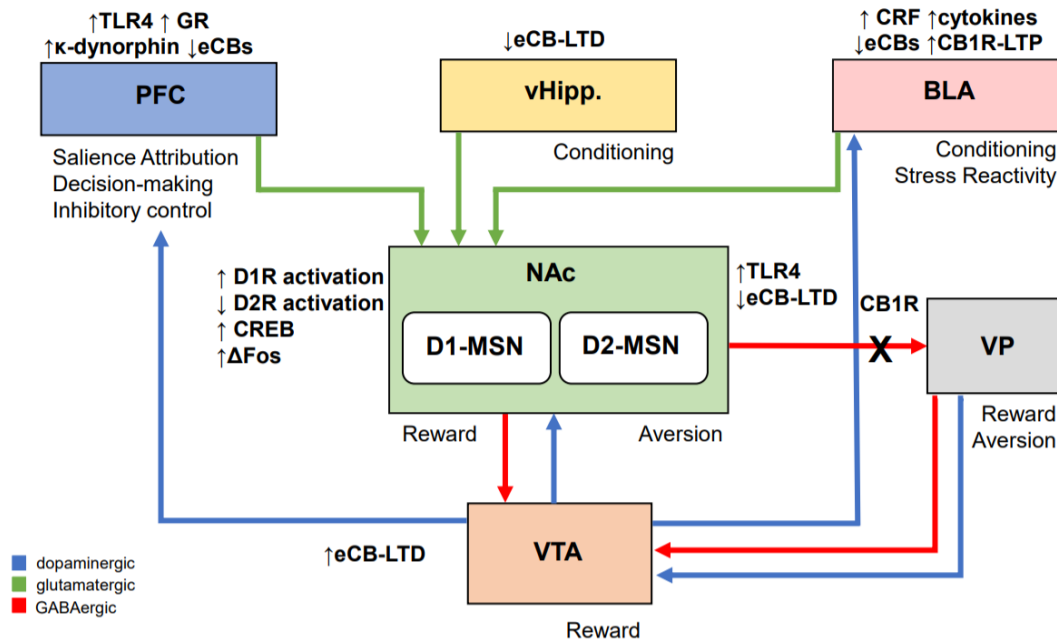 ↑TLR4 ↑ GR
↑κ-dynorphin ↓eCBs
PFC
Salience Attribution
Decision-making
Inhibitory control
↓eCB-LTD
vHipp.
Conditioning
↑ CRF ↑cytokines
↓eCBs ↑CB1R-LTP
BLA
Conditioning
Stress Reactivity
↑ D1R activation
↓ D2R activation
↑ CREB
↑ΔFos
NAc
D1-MSN
D2-MSN
Reward
Aversion
↑TLR4
↓eCB-LTD
CB1R
X
VP
Reward
Aversion
↑eCB-LTD
VTA
Reward
dopaminergic
glutamatergic
GABAergic